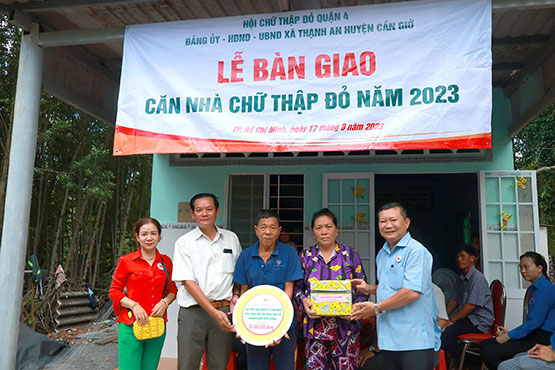 HỘI CHỮ THẬP ĐỎ QUẬN 4
ĐẢNG ỦY - HĐND - UBND XÃ THẠNH AN HUYỆN CẦN GIỜ
LỄ BÀN GIAO
CĂN NHÀ CHỮ THẬP ĐỎ NĂM 2023
TP. Hồ Chí Minh, ngày 17 tháng 9 năm 2023